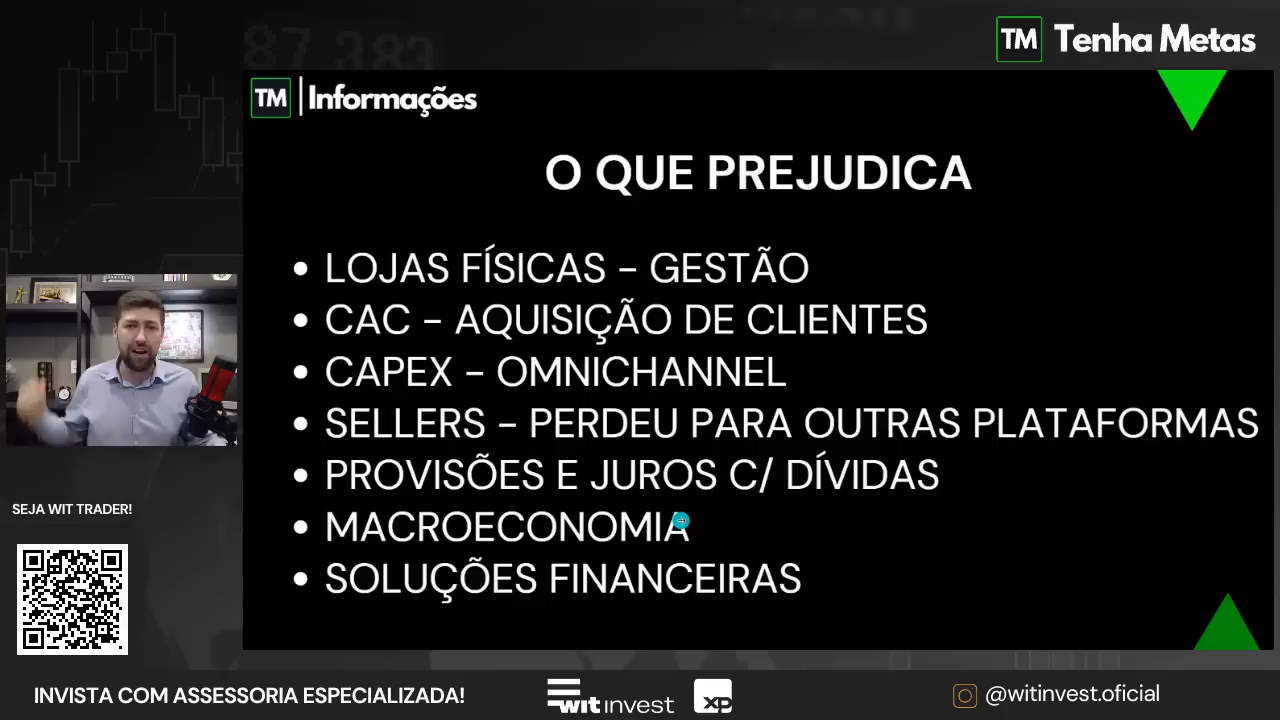 87.383
TM Tenha Metas
TM Informações
O QUE PREJUDICA
• LOJAS FÍSICAS – GESTÃO
• CAC – AQUISIÇÃO DE CLIENTES
• CAPEX – OMNICHANNEL
• SELLERS – PERDEU PARA OUTRAS PLATAFORMAS
• PROVISÕES E JUROS C/ DÍVIDAS
• MACROECONOMIA
• SOLUÇÕES FINANCEIRAS
SEJA WIT TRADER!
INVISTA COM ASSESSORIA ESPECIALIZADA!
wit invest
XP
@witinvest.oficial